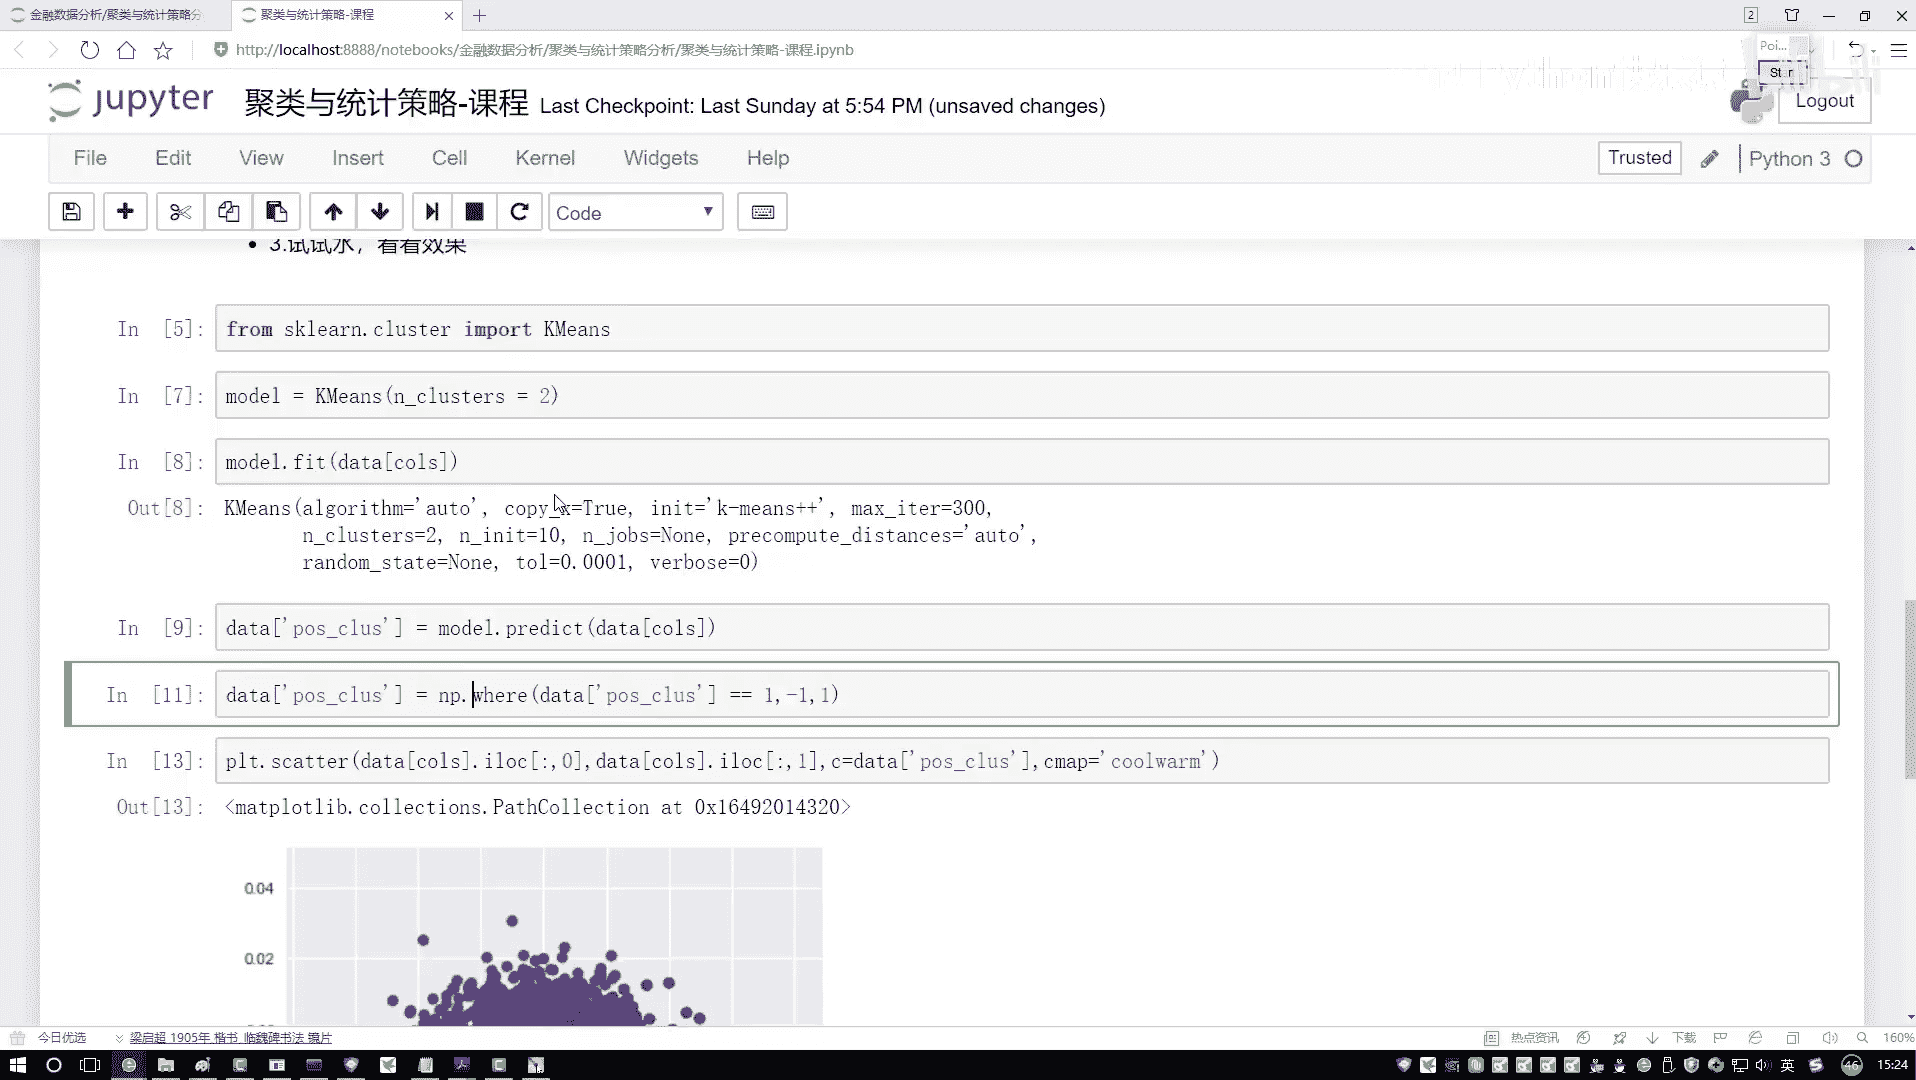 金融数据分析/聚类与统计策略分
聚类与统计策略-课程
2
http://localhost:8888/notebooks/金融数据分析/聚类与统计策略分析/聚类与统计策略-课程.ipynb
Poi...
jupyter 聚类与统计策略-课程 Last Checkpoint: Last Sunday at 5:54 PM (unsaved changes)
Logout
File Edit View Insert Cell Kernel Widgets Help
Trusted Python 3
Code
3.试试水，看看效果
In [5]: from sklearn.cluster import KMeans
In [7]: model = KMeans(n_clusters = 2)
In [8]: model.fit(data[cols])
Out[8]: KMeans(algorithm='auto', copy_x=True, init='k-means++', max_iter=300,
n_clusters=2, n_init=10, n_jobs=None, precompute_distances='auto',
random_state=None, tol=0.0001, verbose=0)
In [9]: data['pos_clus'] = model.predict(data[cols])
In [11]: data['pos_clus'] = np.where(data['pos_clus'] == 1,-1,1)
In [13]: plt.scatter(data[cols].iloc[:,0],data[cols].iloc[:,1],c=data['pos_clus'],cmap='coolwarm')
Out[13]: <matplotlib.collections.PathCollection at 0x16492014320>
0.04
0.02
今日优选 梁启超 1905年 楷书 临魏碑书法 镜片
热点资讯 下载 160%
英 46 15:24